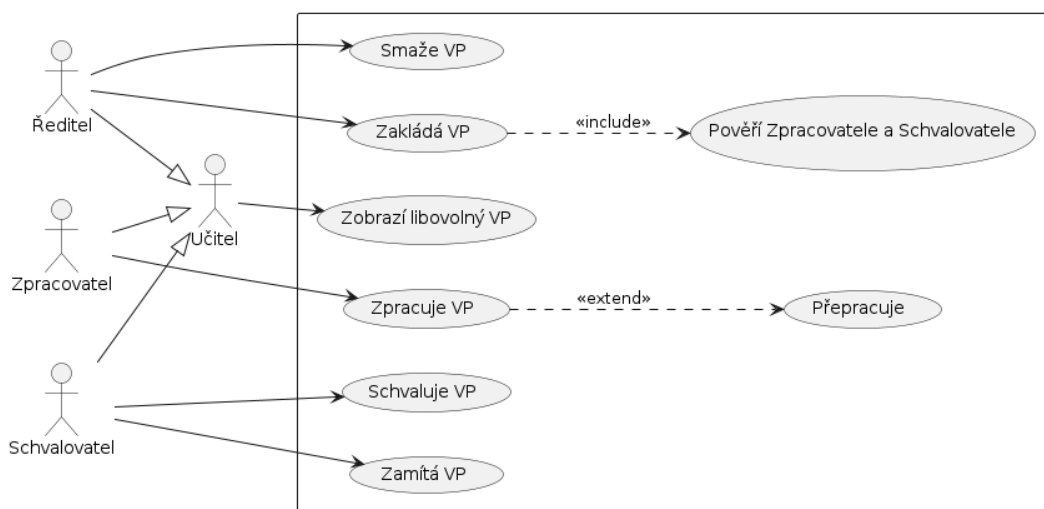 Smaže VP
Ředitel
Zakládá VP
«include»
Pověří Zpracovatele a Schvalovatele
Učitel
Zobrazí libovolný VP
Zpracovatel
Zpracuje VP
«extend»
Přepracuje
Schvalovatel
Schvaluje VP
Zamítá VP